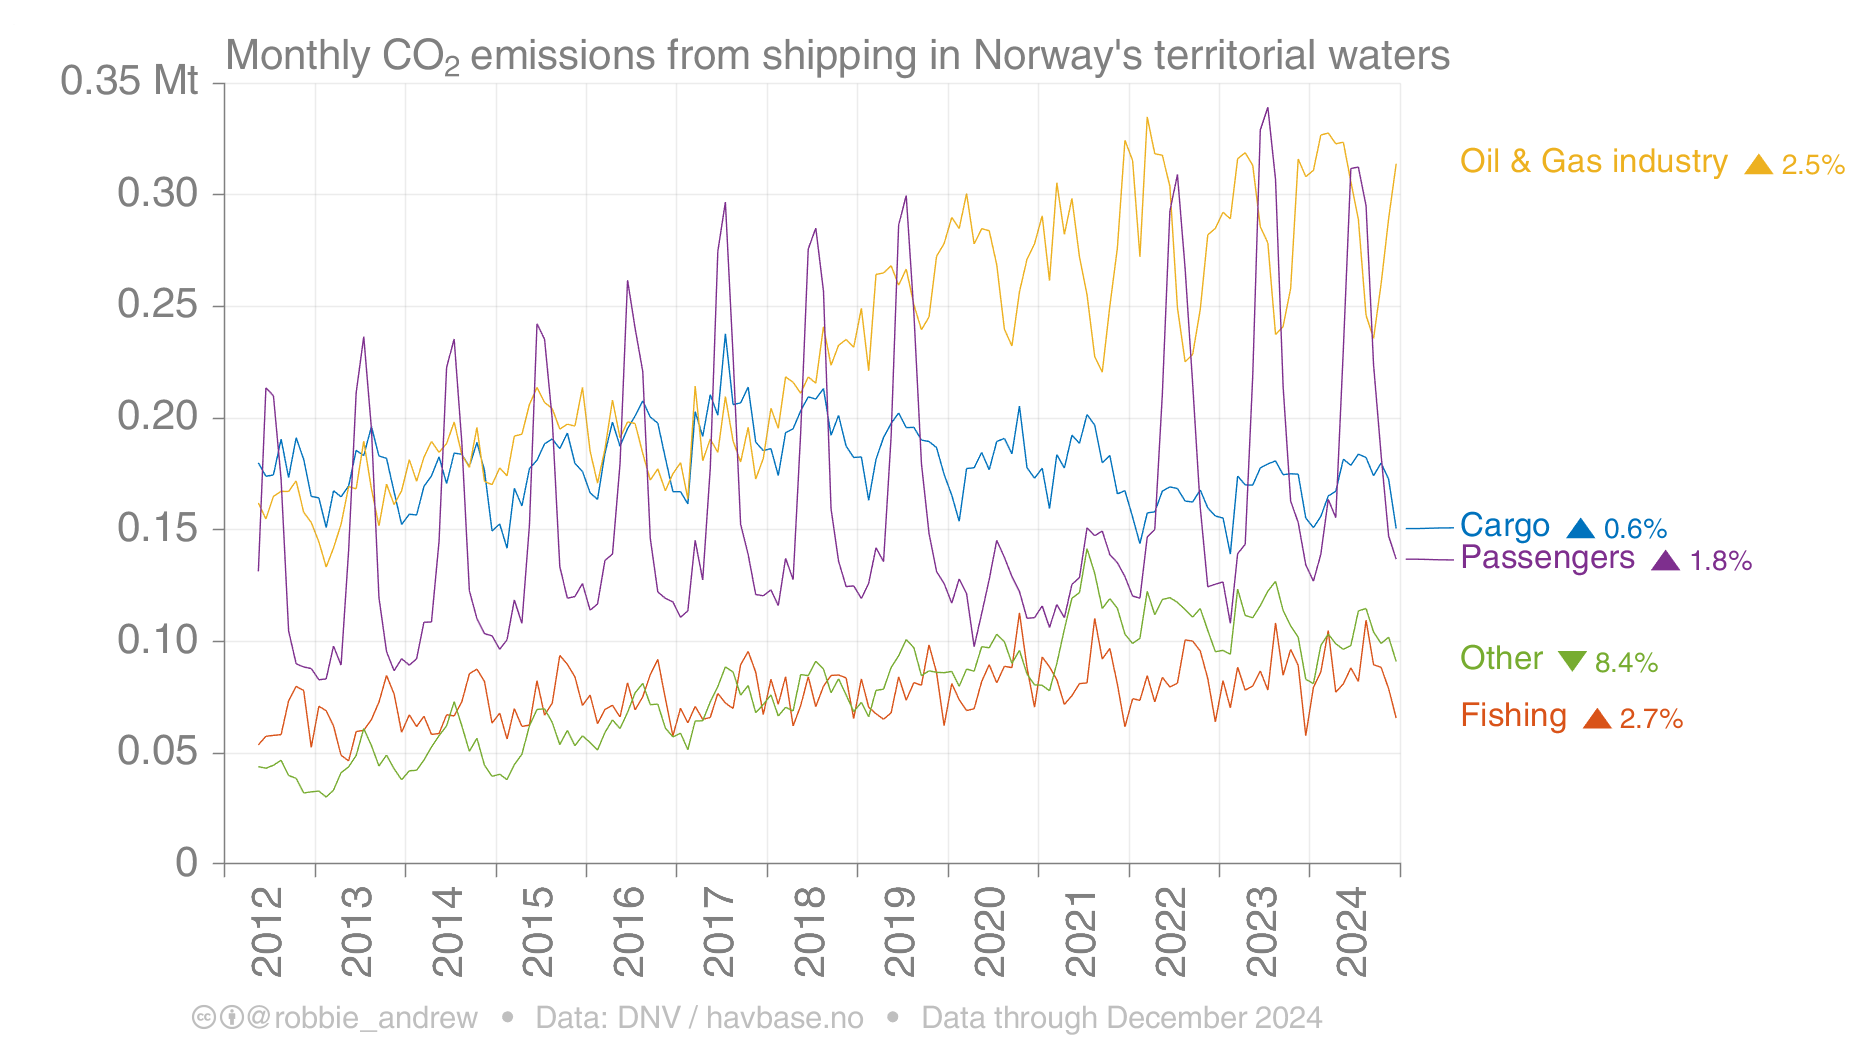 Monthly CO₂ emissions from shipping in Norway's territorial waters
0.35 Mt
0.30
0.25
0.20
0.15
0.10
0.05
0
2012 2013 2014 2015 2016 2017 2018 2019 2020 2021 2022 2023 2024
Oil & Gas industry ▲ 2.5%
Cargo ▲ 0.6%
Passengers ▲ 1.8%
Other ▼ 8.4%
Fishing ▲ 2.7%
cc @robbie_andrew • Data: DNV / havbase.no • Data through December 2024